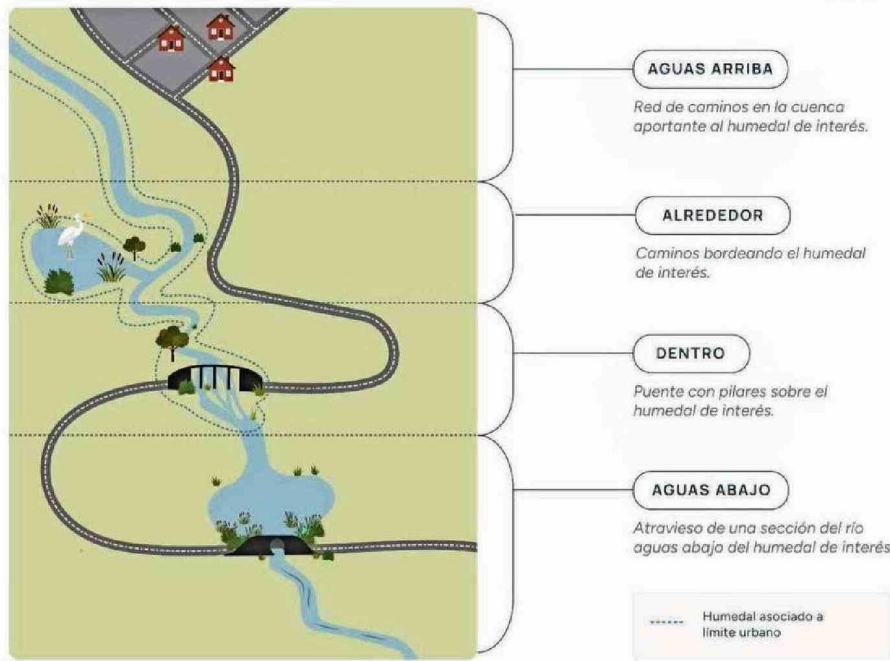 AGUAS ARRIBA
Red de caminos en la cuenca
aportante al humedal de interés.
ALREDEDOR
Caminos bordeando el humedal
de interés.
DENTRO
Puente con pilares sobre el
humedal de interés.
AGUAS ABAJO
Atravieso de una sección del río
aguas abajo del humedal de interés
Humedal asociado a
límite urbano